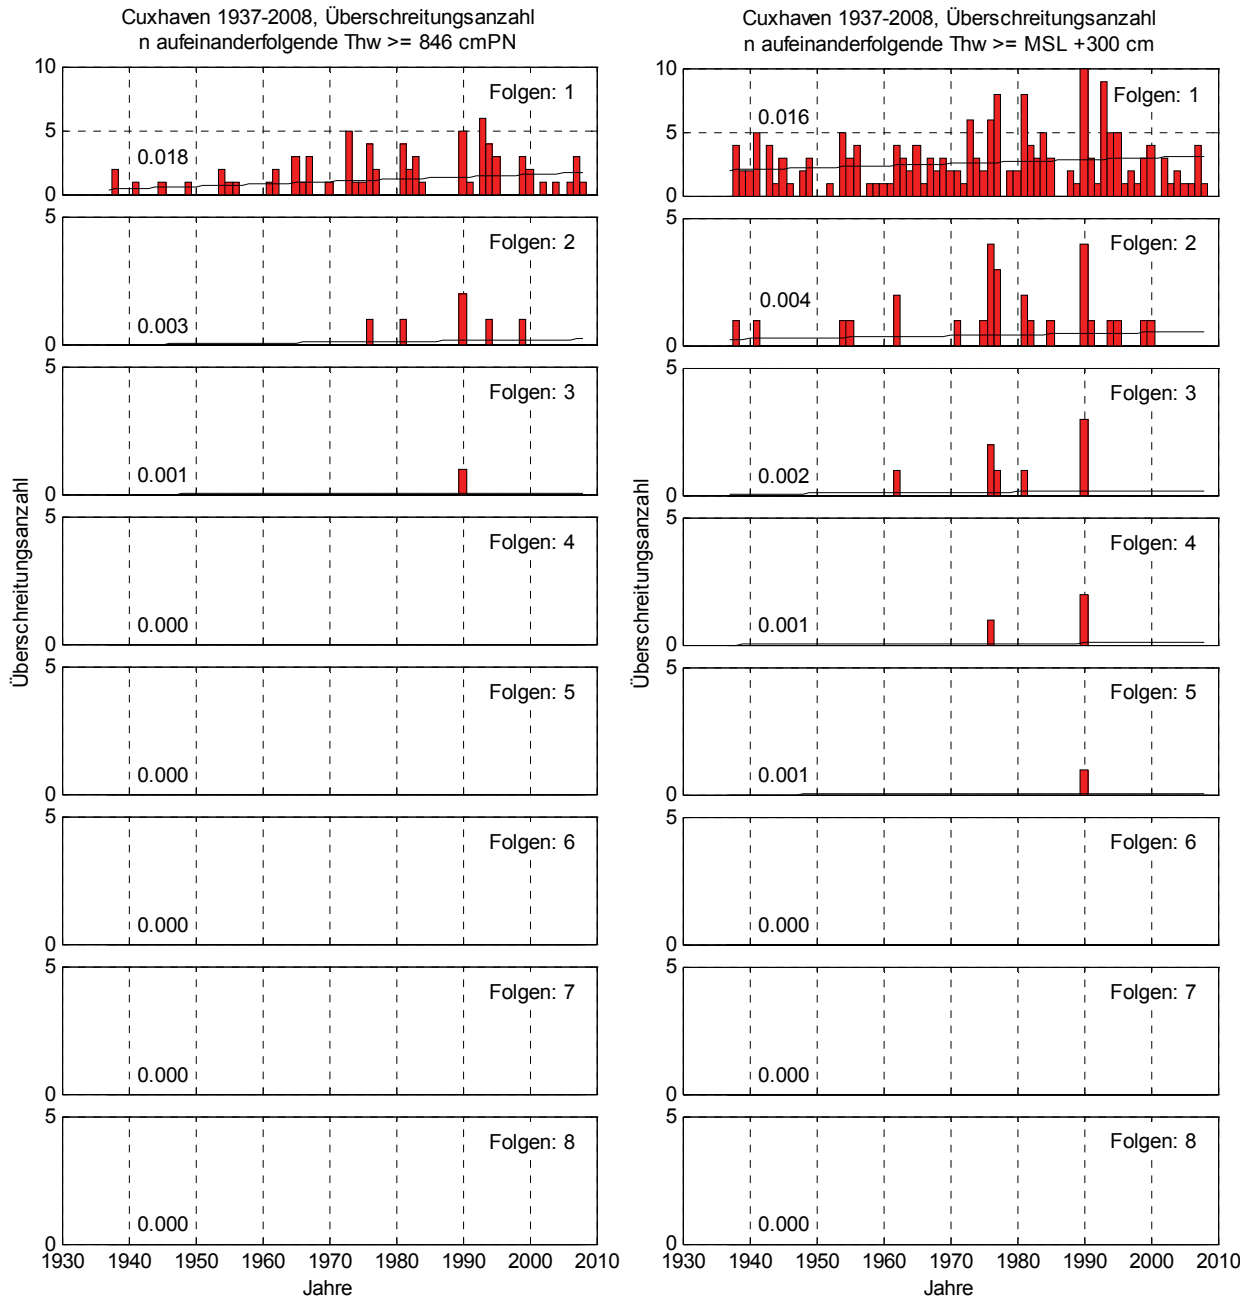 Cuxhaven 1937-2008, Überschreitungsanzahl
n aufeinanderfolgende Thw >= 846 cmPN
10
5
0
Folgen: 1
0.018
5
0
Folgen: 2
0.003
5
0
Folgen: 3
0.001
5
0
Folgen: 4
0.000
5
0
Folgen: 5
0.000
5
0
Folgen: 6
0.000
5
0
Folgen: 7
0.000
5
Folgen: 8
0.000
0
1930 1940 1950 1960 1970 1980 1990 2000 2010
Jahre
Überschreitungsanzahl
Cuxhaven 1937-2008, Überschreitungsanzahl
n aufeinanderfolgende Thw >= MSL +300 cm
10
5
0
Folgen: 1
0.016
5
0
Folgen: 2
0.004
5
0
Folgen: 3
0.002
5
0
Folgen: 4
0.001
5
0
Folgen: 5
0.001
5
0
Folgen: 6
0.000
5
0
Folgen: 7
0.000
5
Folgen: 8
0.000
0
1930 1940 1950 1960 1970 1980 1990 2000 2010
Jahre
Überschreitungsanzahl